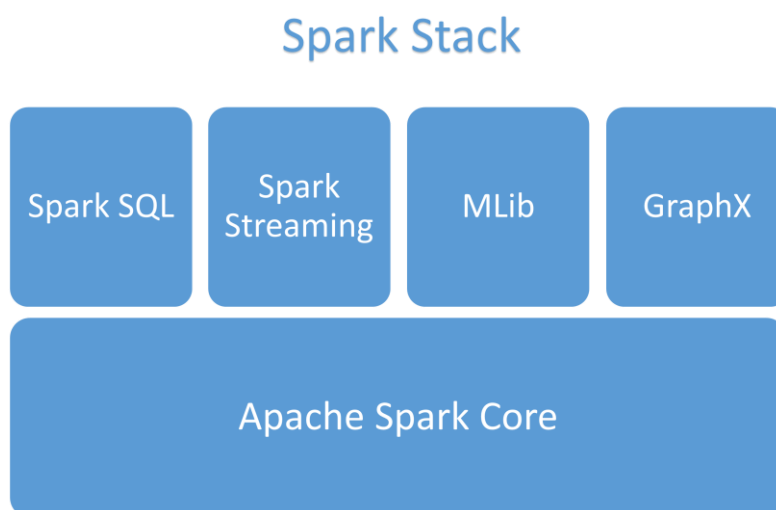 Spark Stack
Spark SQL
Spark
Streaming
MLib
GraphX
Apache Spark Core